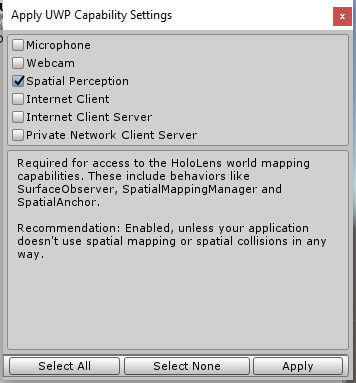 Apply UWP Capability Settings
x
Microphone
Webcam
Spatial Perception
Internet Client
Internet Client Server
Private Network Client Server
Required for access to the HoloLens world mapping
capabilities. These include behaviors like
SurfaceObserver, SpatialMappingManager and
SpatialAnchor.
Recommendation: Enabled, unless your application
doesn't use spatial mapping or spatial collisions in any
way.
Select All
Select None
Apply